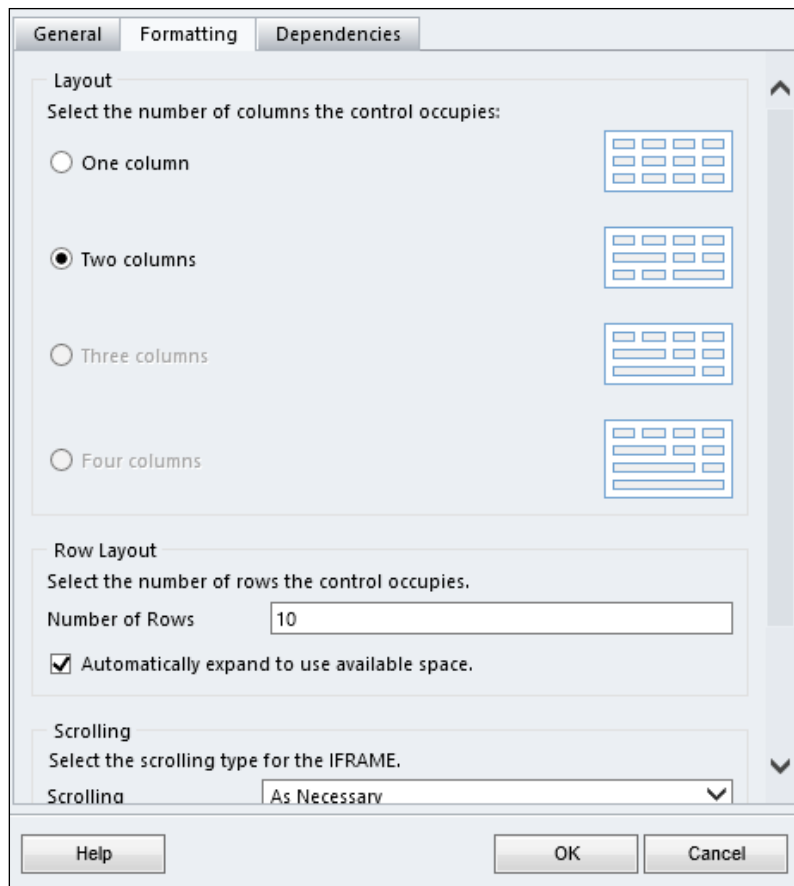 General Formatting Dependencies
Layout
Select the number of columns the control occupies:
One column
Two columns
Three columns
Four columns
Row Layout
Select the number of rows the control occupies.
Number of Rows 10
Automatically expand to use available space.
Scrolling
Select the scrolling type for the IFRAME.
Scrolling As Necessary
Help OK Cancel